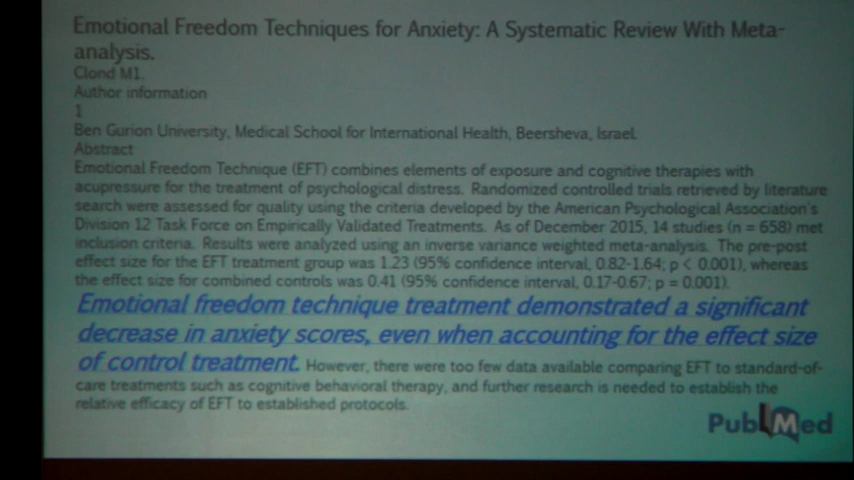 Emotional Freedom Techniques for Anxiety: A Systematic Review With Meta-
analysis.
Clond M1.
Author information
1
Ben Gurion University, Medical School for International Health, Beersheva, Israel.
Abstract
Emotional Freedom Technique (EFT) combines elements of exposure and cognitive therapies with
acupressure for the treatment of psychological distress. Randomized controlled trials retrieved by literature
search were assessed for quality using the criteria developed by the American Psychological Association's
Division 12 Task Force on Empirically Validated Treatments. As of December 2015, 14 studies (n = 658) met
inclusion criteria. Results were analyzed using an inverse variance weighted meta-analysis. The pre-post
effect size for the EFT treatment group was 1.23 (95% confidence interval, 0.82-1.64; p < 0.001), whereas
the effect size for combined controls was 0.41 (95% confidence interval, 0.17-0.67; p = 0.001).
Emotional freedom technique treatment demonstrated a significant
decrease in anxiety scores, even when accounting for the effect size
of control treatment. However, there were too few data available comparing EFT to standard-of-
care treatments such as cognitive behavioral therapy, and further research is needed to establish the
relative efficacy of EFT to established protocols.
PubMed